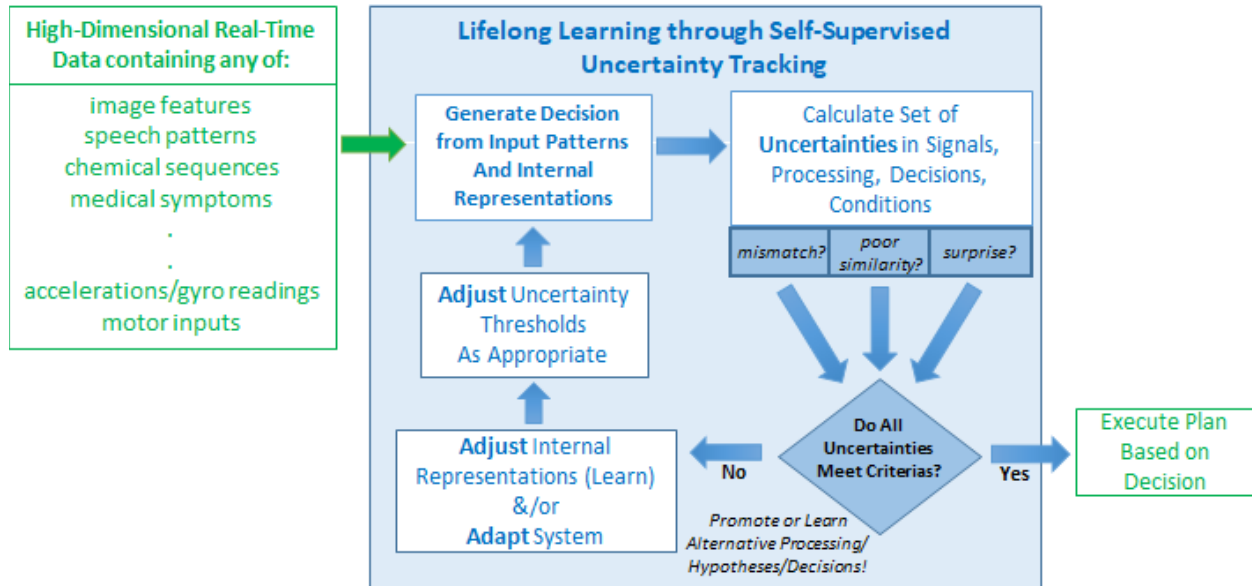 High-Dimensional Real-Time
Data containing any of:
image features
speech patterns
chemical sequences
medical symptoms
.
.
accelerations/gyro readings
motor inputs
Lifelong Learning through Self-Supervised
Uncertainty Tracking
Generate Decision
from Input Patterns
And Internal
Representations
Calculate Set of
Uncertainties in Signals,
Processing, Decisions,
Conditions
mismatch?
poor
similarity?
surprise?
Adjust Uncertainty
Thresholds
As Appropriate
Adjust Internal
Representations (Learn)
&/or
Adapt System
Do All
Uncertainties
Meet Criterias?
No
Yes
Promote or Learn
Alternative Processing/
Hypotheses/Decisions!
Execute Plan
Based on
Decision